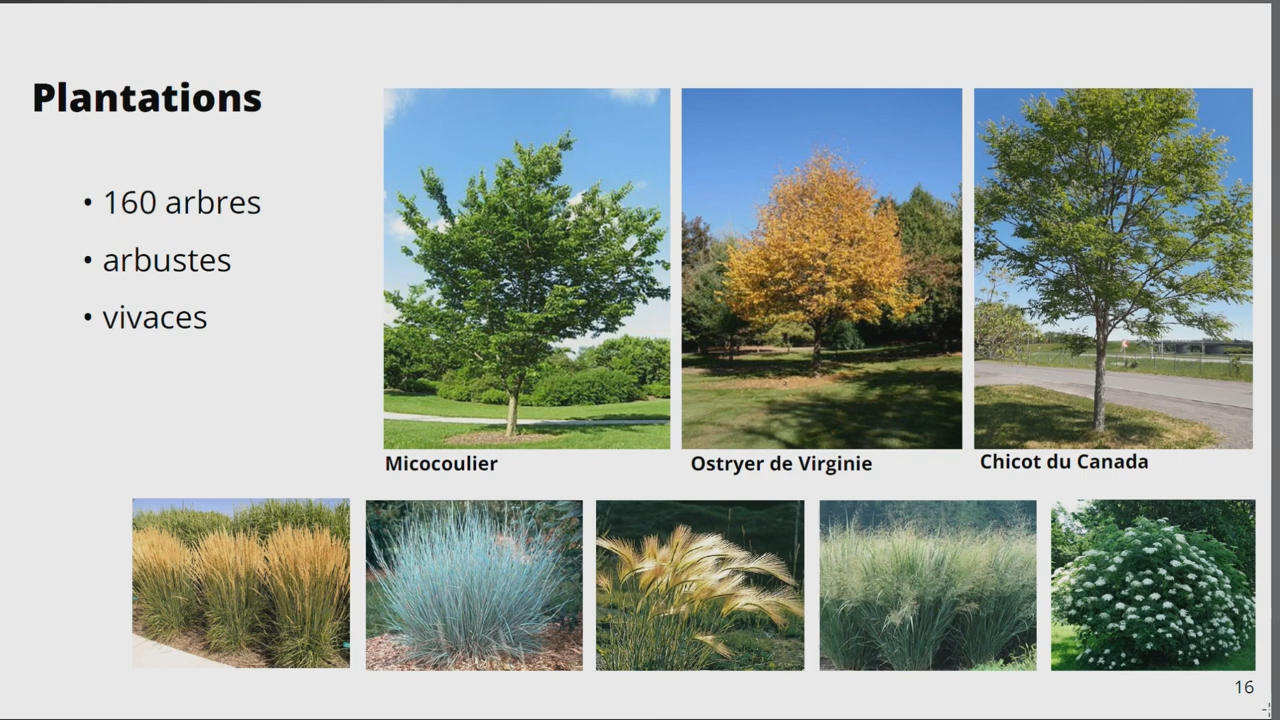 Plantations
• 160 arbres
• arbustes
• vivaces
Micocoulier
Ostryer de Virginie
Chicot du Canada
16